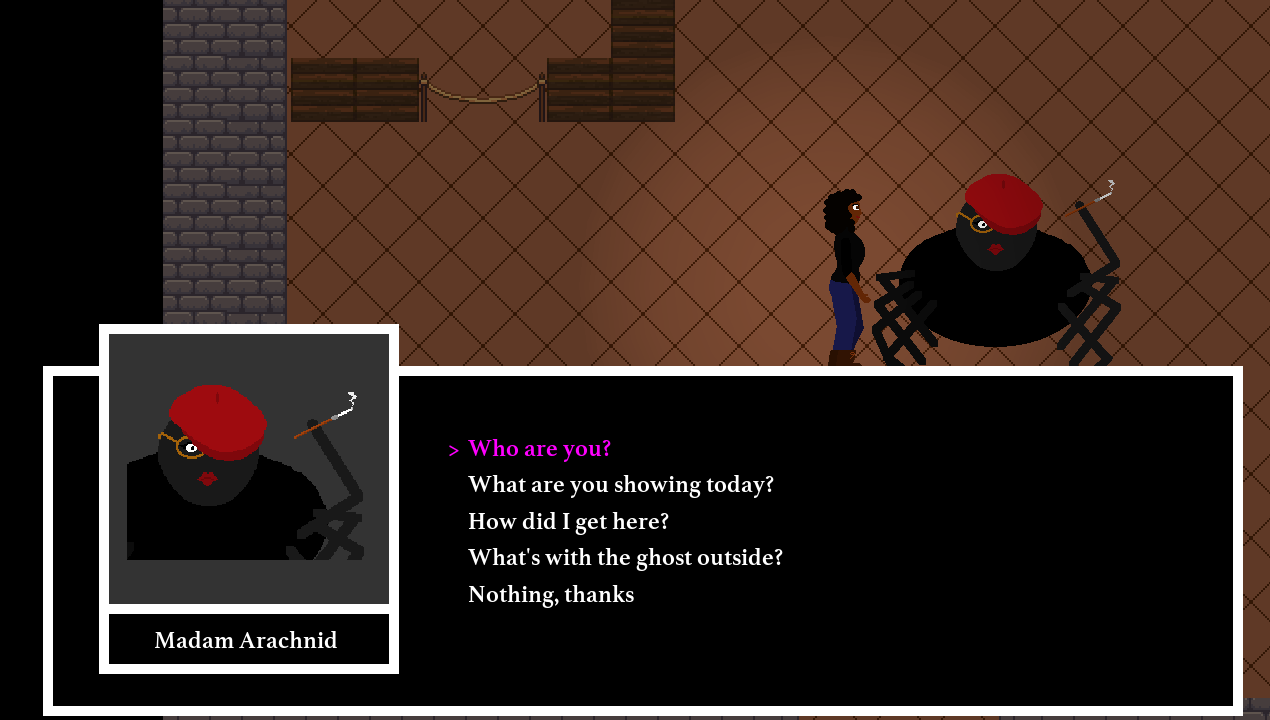 > Who are you?
What are you showing today?
How did I get here?
What's with the ghost outside?
Nothing, thanks
Madam Arachnid